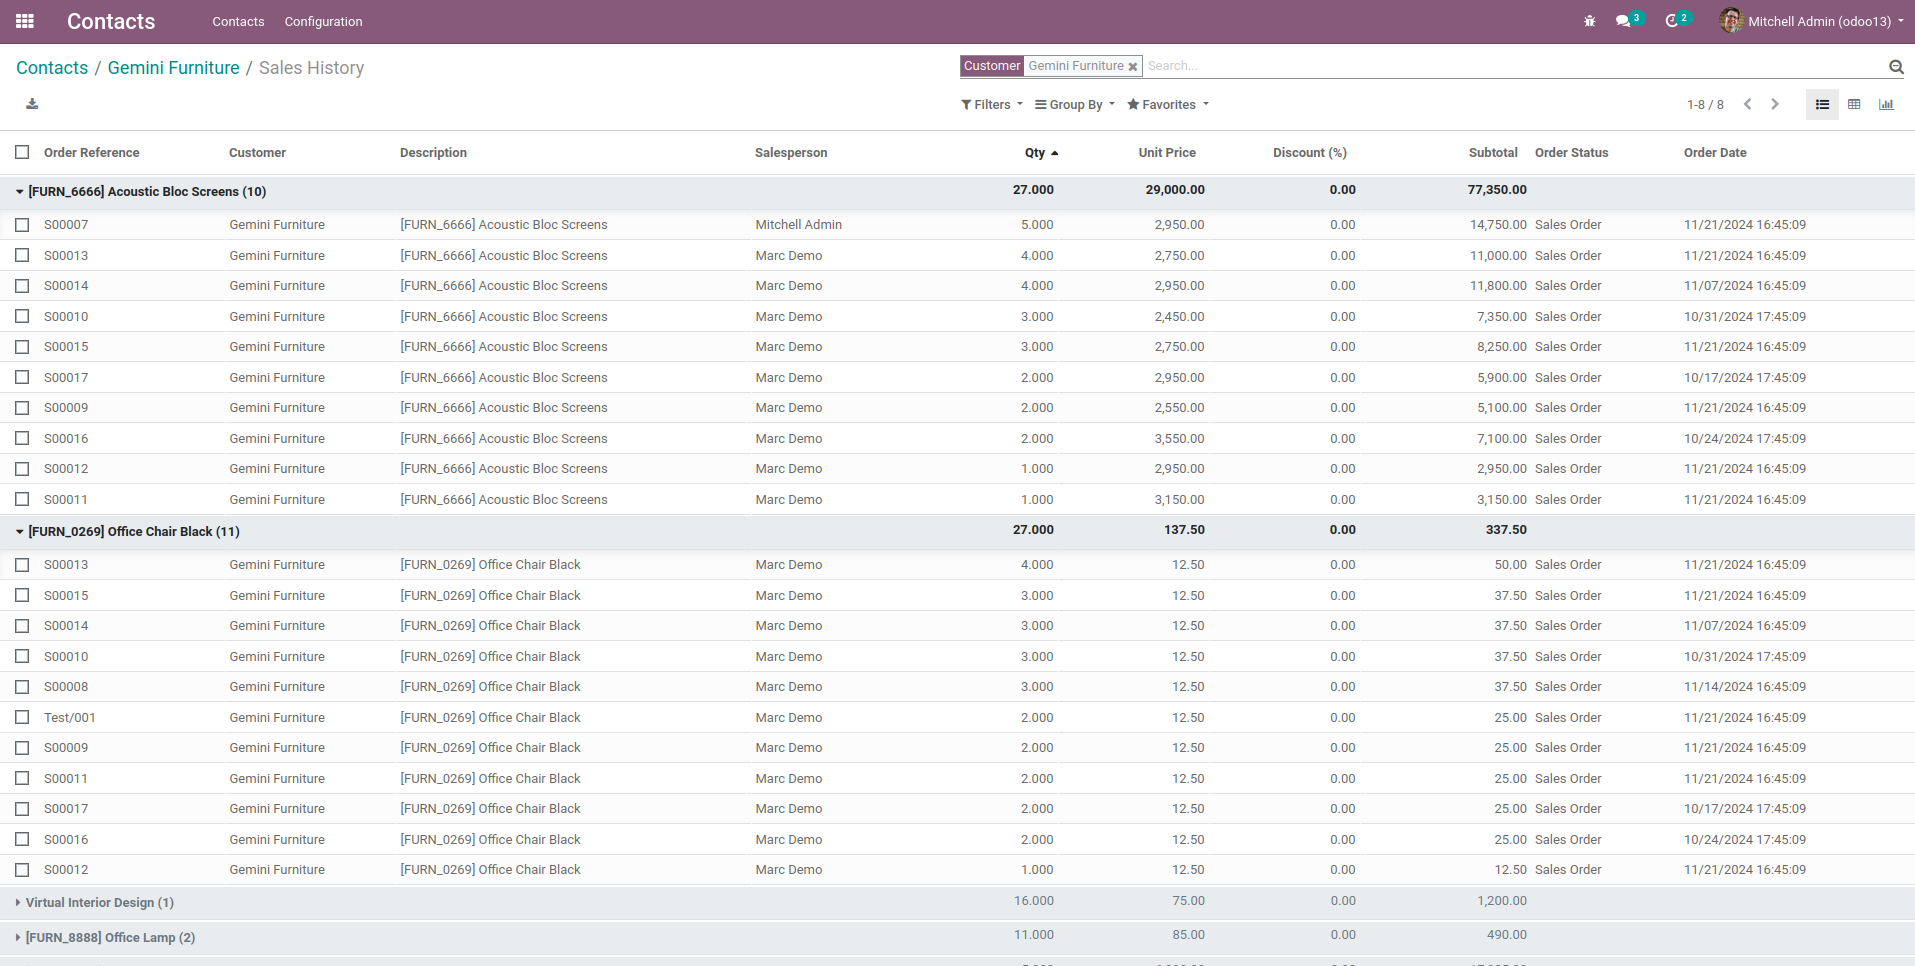 Contacts Contacts Configuration 3 2 Mitchell Admin (odoo13)
Contacts / Gemini Furniture / Sales History Customer Gemini Furniture Search...
Filters Group By Favorites 1-8 / 8
Order Reference Customer Description Salesperson Qty Unit Price Discount (%) Subtotal Order Status Order Date
[FURN_6666] Acoustic Bloc Screens (10) 27.000 29,000.00 0.00 77,350.00
S00007 Gemini Furniture [FURN_6666] Acoustic Bloc Screens Mitchell Admin 5.000 2,950.00 0.00 14,750.00 Sales Order 11/21/2024 16:45:09
S00013 Gemini Furniture [FURN_6666] Acoustic Bloc Screens Marc Demo 4.000 2,750.00 0.00 11,000.00 Sales Order 11/21/2024 16:45:09
S00014 Gemini Furniture [FURN_6666] Acoustic Bloc Screens Marc Demo 4.000 2,950.00 0.00 11,800.00 Sales Order 11/07/2024 16:45:09
S00010 Gemini Furniture [FURN_6666] Acoustic Bloc Screens Marc Demo 3.000 2,450.00 0.00 7,350.00 Sales Order 10/31/2024 17:45:09
S00015 Gemini Furniture [FURN_6666] Acoustic Bloc Screens Marc Demo 3.000 2,750.00 0.00 8,250.00 Sales Order 11/21/2024 16:45:09
S00017 Gemini Furniture [FURN_6666] Acoustic Bloc Screens Marc Demo 2.000 2,950.00 0.00 5,900.00 Sales Order 10/17/2024 17:45:09
S00009 Gemini Furniture [FURN_6666] Acoustic Bloc Screens Marc Demo 2.000 2,550.00 0.00 5,100.00 Sales Order 11/21/2024 16:45:09
S00016 Gemini Furniture [FURN_6666] Acoustic Bloc Screens Marc Demo 2.000 3,550.00 0.00 7,100.00 Sales Order 10/24/2024 17:45:09
S00012 Gemini Furniture [FURN_6666] Acoustic Bloc Screens Marc Demo 1.000 2,950.00 0.00 2,950.00 Sales Order 11/21/2024 16:45:09
S00011 Gemini Furniture [FURN_6666] Acoustic Bloc Screens Marc Demo 1.000 3,150.00 0.00 3,150.00 Sales Order 11/21/2024 16:45:09
[FURN_0269] Office Chair Black (11) 27.000 137.50 0.00 337.50
S00013 Gemini Furniture [FURN_0269] Office Chair Black Marc Demo 4.000 12.50 0.00 50.00 Sales Order 11/21/2024 16:45:09
S00015 Gemini Furniture [FURN_0269] Office Chair Black Marc Demo 3.000 12.50 0.00 37.50 Sales Order 11/21/2024 16:45:09
S00014 Gemini Furniture [FURN_0269] Office Chair Black Marc Demo 3.000 12.50 0.00 37.50 Sales Order 11/07/2024 16:45:09
S00010 Gemini Furniture [FURN_0269] Office Chair Black Marc Demo 3.000 12.50 0.00 37.50 Sales Order 10/31/2024 17:45:09
S00008 Gemini Furniture [FURN_0269] Office Chair Black Marc Demo 3.000 12.50 0.00 37.50 Sales Order 11/14/2024 16:45:09
Test/001 Gemini Furniture [FURN_0269] Office Chair Black Marc Demo 2.000 12.50 0.00 25.00 Sales Order 11/21/2024 16:45:09
S00009 Gemini Furniture [FURN_0269] Office Chair Black Marc Demo 2.000 12.50 0.00 25.00 Sales Order 11/21/2024 16:45:09
S00011 Gemini Furniture [FURN_0269] Office Chair Black Marc Demo 2.000 12.50 0.00 25.00 Sales Order 11/21/2024 16:45:09
S00017 Gemini Furniture [FURN_0269] Office Chair Black Marc Demo 2.000 12.50 0.00 25.00 Sales Order 10/17/2024 17:45:09
S00016 Gemini Furniture [FURN_0269] Office Chair Black Marc Demo 2.000 12.50 0.00 25.00 Sales Order 10/24/2024 17:45:09
S00012 Gemini Furniture [FURN_0269] Office Chair Black Marc Demo 1.000 12.50 0.00 12.50 Sales Order 11/21/2024 16:45:09
Virtual Interior Design (1) 16.000 75.00 0.00 1,200.00
[FURN_8888] Office Lamp (2) 11.000 85.00 0.00 490.00